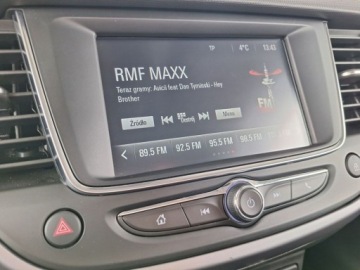 TP 4°C 13:43
RMF MAXX
Teraz gramy: Avicii feat Dan Tyminski - Hey
Brother
FM
Źródło Menu
89.5 FM 92.5 FM 95.5 FM 98.5 FM